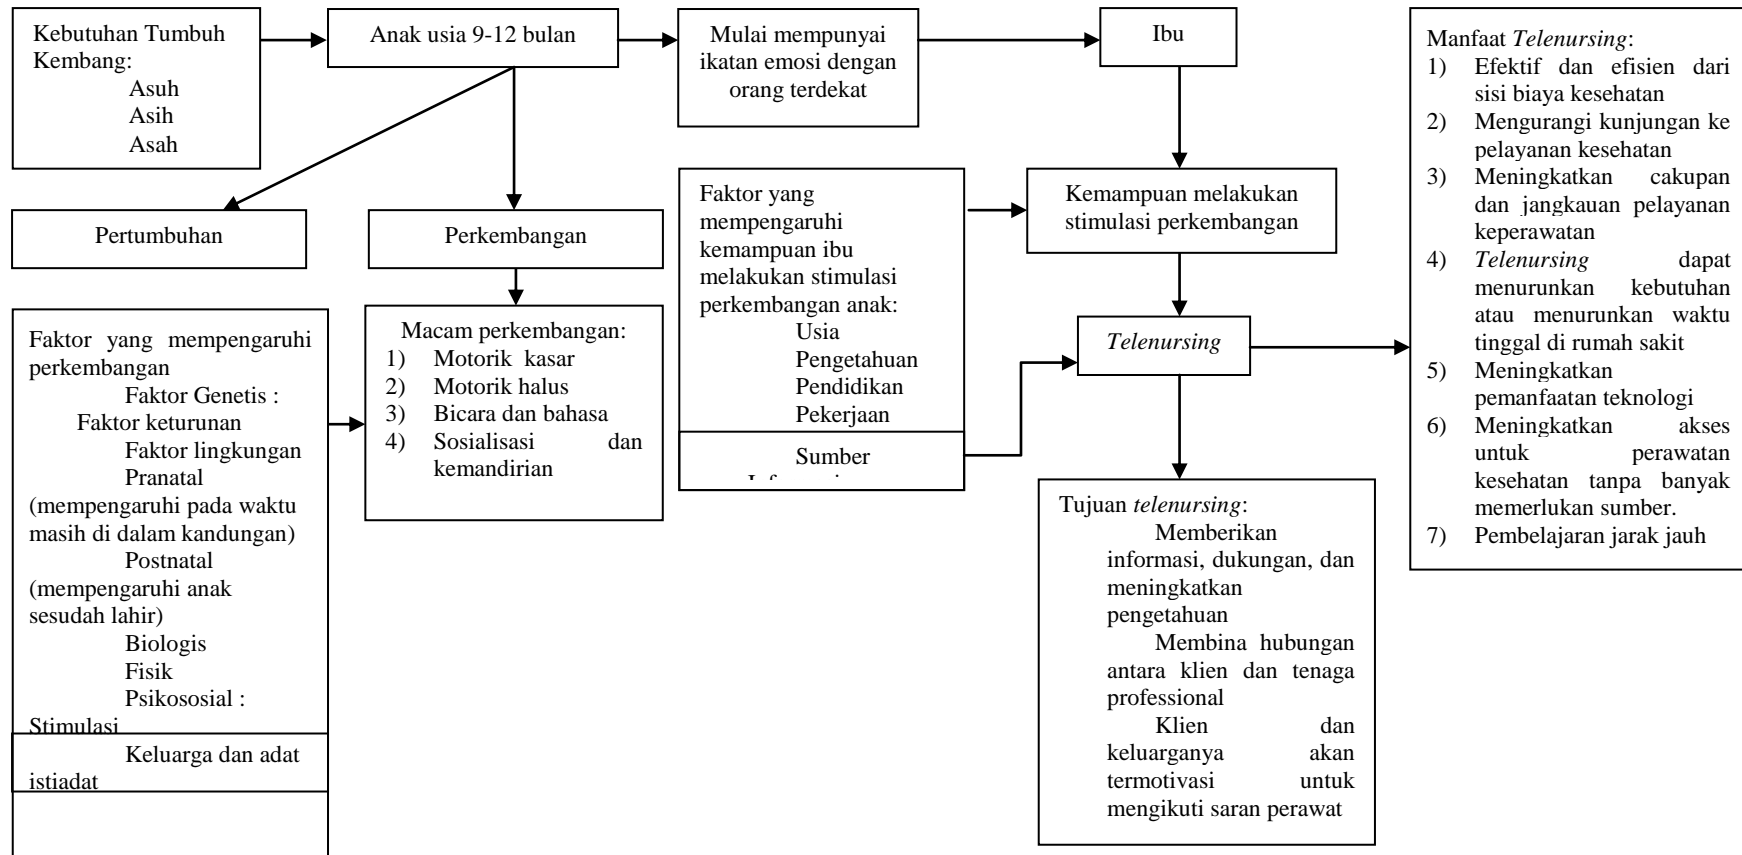 Kebutuhan Tumbuh
Kembang:
Asuh
Asih
Asah
Anak usia 9-12 bulan
Mulai mempunyai
ikatan emosi dengan
orang terdekat
Ibu
Manfaat Telenursing:
1) Efektif dan efisien dari
sisi biaya kesehatan
2) Mengurangi kunjungan ke
pelayanan kesehatan
3) Meningkatkan cakupan
dan jangkauan pelayanan
keperawatan
4) Telenursing dapat
menurunkan kebutuhan
atau menurunkan waktu
tinggal di rumah sakit
5) Meningkatkan
pemanfaatan teknologi
6) Meningkatkan akses
untuk perawatan
kesehatan tanpa banyak
memerlukan sumber.
7) Pembelajaran jarak jauh
Pertumbuhan
Perkembangan
Faktor yang
mempengaruhi
kemampuan ibu
melakukan stimulasi
perkembangan anak:
Usia
Pengetahuan
Pendidikan
Pekerjaan
Sumber
Kemampuan melakukan
stimulasi perkembangan
Telenursing
Faktor yang mempengaruhi
perkembangan
Faktor Genetis :
Faktor keturunan
Faktor lingkungan
Pranatal
(mempengaruhi pada waktu
masih di dalam kandungan)
Postnatal
(mempengaruhi anak
sesudah lahir)
Biologis
Fisik
Psikososial :
Stimulasi
Keluarga dan adat
istiadat
Macam perkembangan:
1) Motorik kasar
2) Motorik halus
3) Bicara dan bahasa
4) Sosialisasi dan
kemandirian
Tujuan telenursing:
Memberikan
informasi, dukungan, dan
meningkatkan
pengetahuan
Membina hubungan
antara klien dan tenaga
professional
Klien dan
keluarganya akan
termotivasi untuk
mengikuti saran perawat